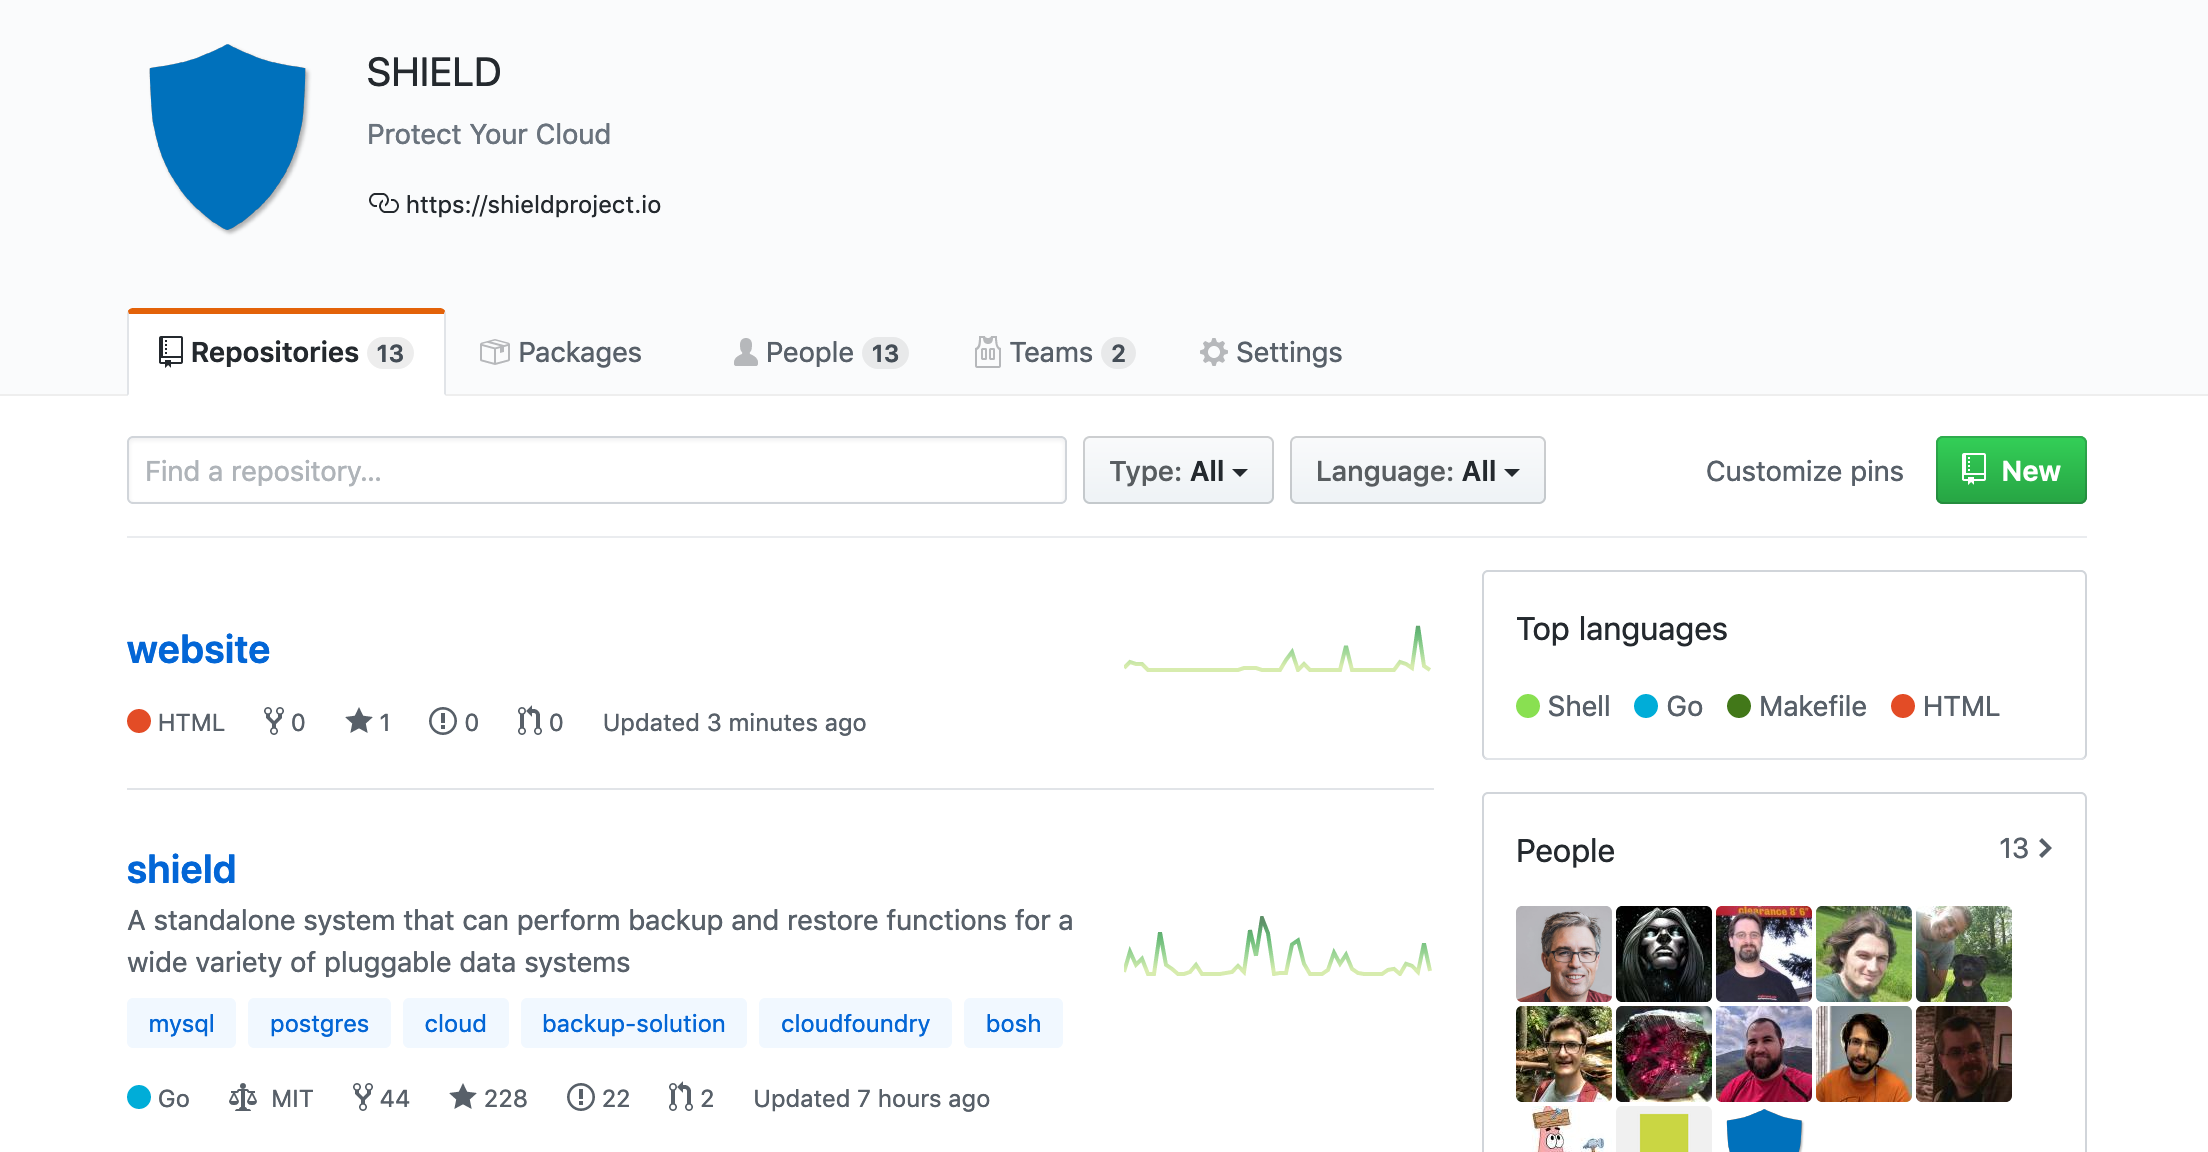 SHIELD
Protect Your Cloud
https://shieldproject.io
Repositories 13 Packages People 13 Teams 2 Settings
Find a repository... Type: All Language: All Customize pins New
website
HTML 0 1 0 0 Updated 3 minutes ago
Top languages
Shell Go Makefile HTML
shield
A standalone system that can perform backup and restore functions for a
wide variety of pluggable data systems
mysql postgres cloud backup-solution cloudfoundry bosh
Go MIT 44 228 22 2 Updated 7 hours ago
People 13
clearance 8'6"